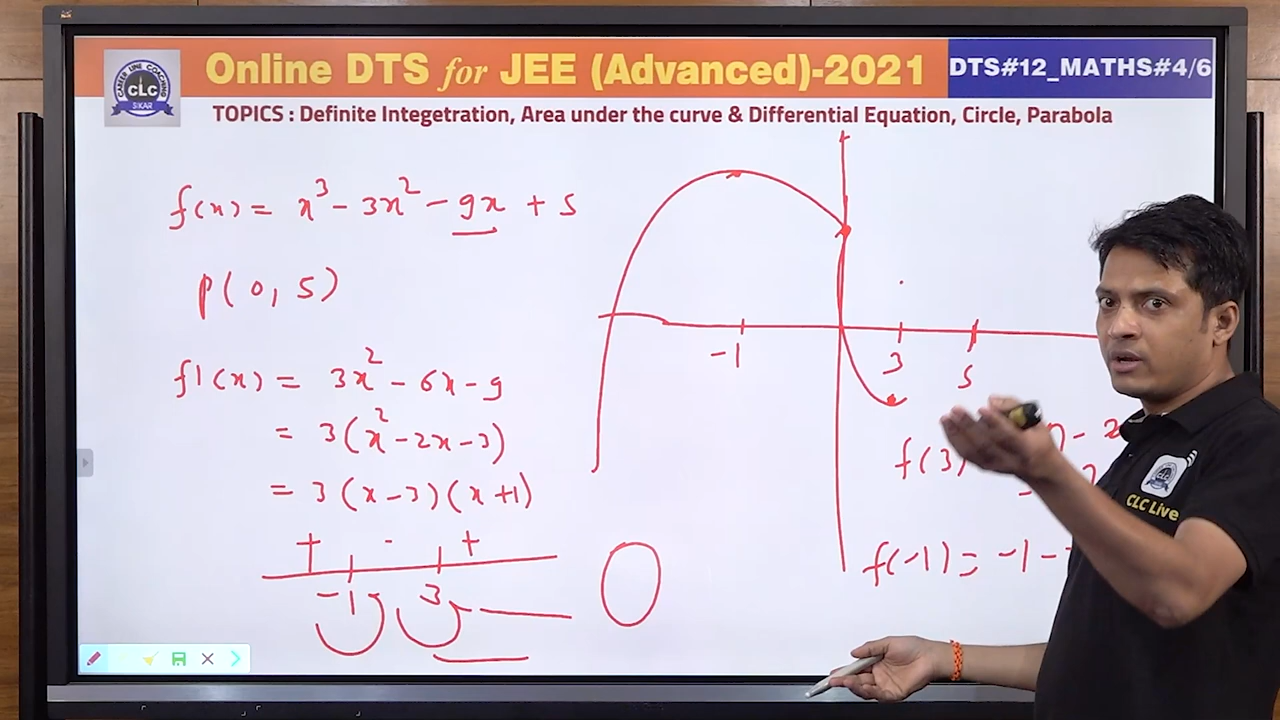 Online DTS for JEE (Advanced)-2021
DTS#12_MATHS#4/6
CAREER LINE COACHING
CLC
SIKAR
TOPICS : Definite Integetration, Area under the curve & Differential Equation, Circle, Parabola
f(x) = x³ - 3x² - 9x + 5
P(0, 5)
f'(x) = 3x² - 6x - 9
= 3(x² - 2x - 3)
= 3(x-3)(x+1)
+ - +
-1 3
-1 3 5
f(3)
f(-1) = -1 -
CLC Live